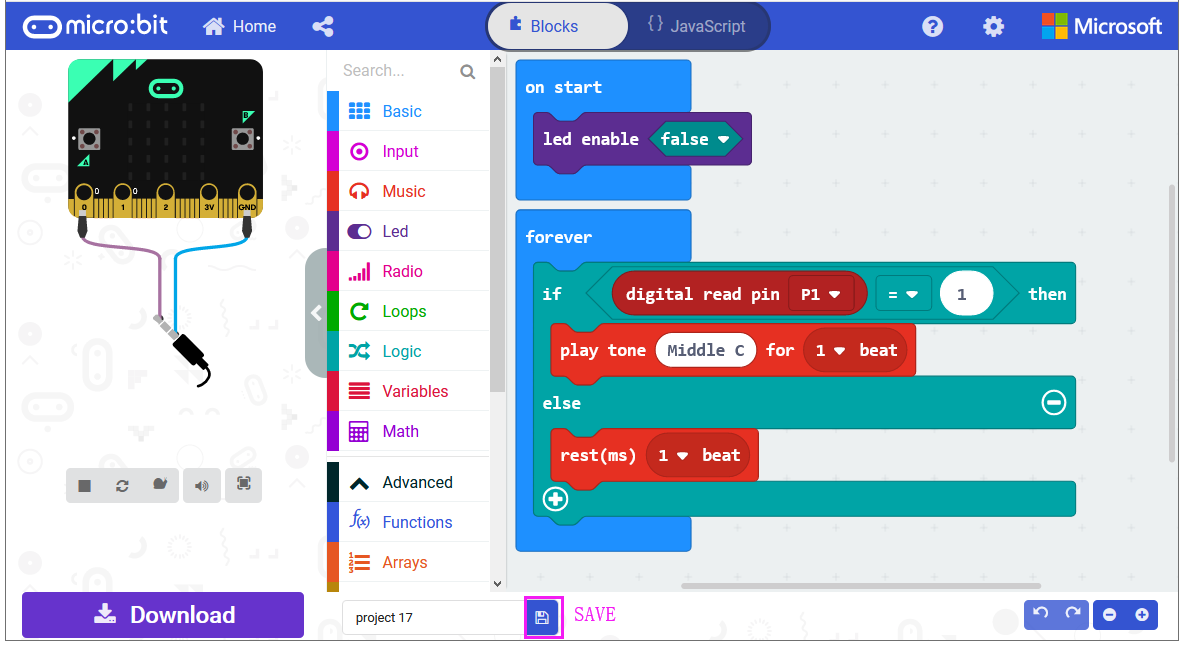 micro:bit
Home
Blocks
{} JavaScript
?
Microsoft
Search...
Basic
Input
Music
Led
Radio
Loops
Logic
Variables
Math
Advanced
f(x) Functions
Arrays
B
A
0 0
0 1 2 3V GND
on start
led enable false
forever
if digital read pin P1 = 1 then
play tone Middle C for 1 beat
else
rest(ms) 1 beat
Download
project 17
SAVE